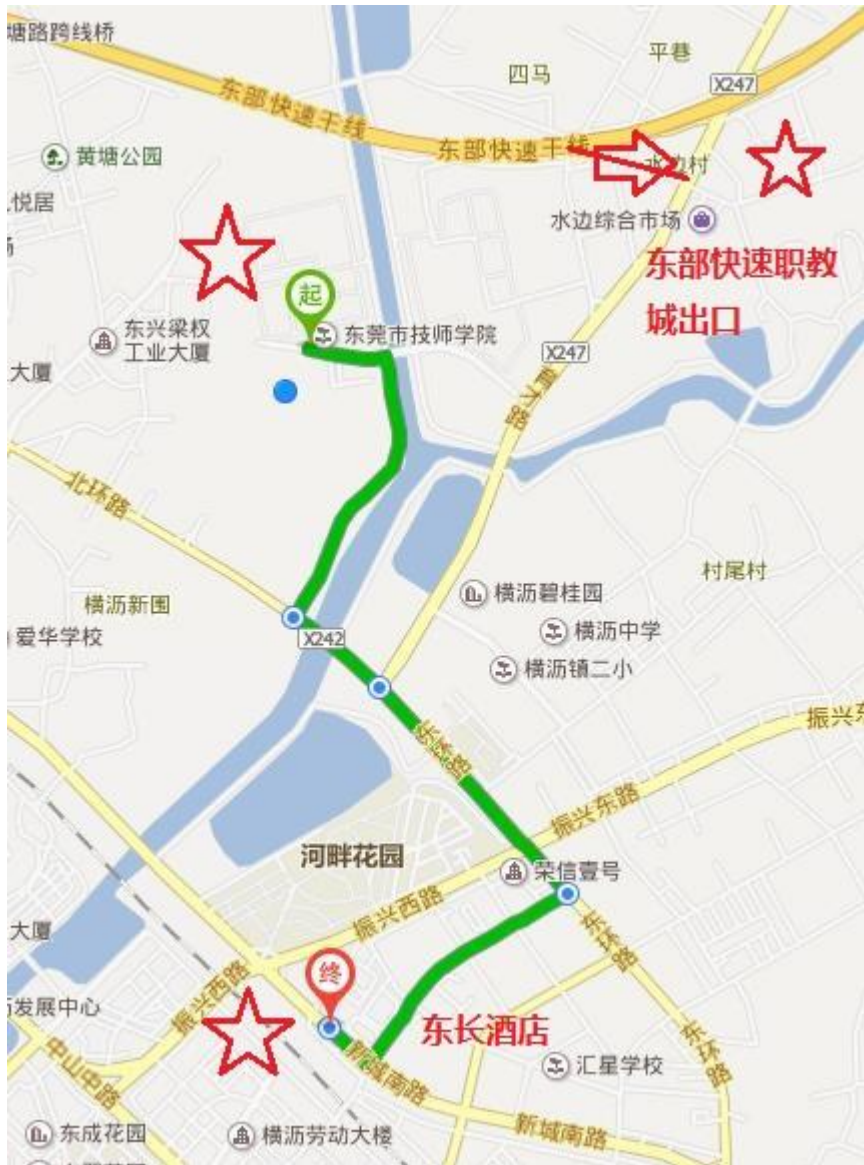 塘路跨线桥
平巷
四马
X247
东部快速干线
东部快速干线
黄塘公园
水边村
悦居
水边综合市场
东部快速职教
城出口
起
东莞市技师学院
东兴梁权
工业大厦
X247
大厦
北环路
村尾村
横沥碧桂园
横沥新围
横沥中学
爱华学校
X242
横沥镇二小
振兴东
东环路
振兴东路
河畔花园
荣信壹号
振兴西路
大厦
东环路
终
振兴西路
发展中心
东长酒店
东环路
新城南路
汇星学校
中山中路
新城南路
东成花园
横沥劳动大楼